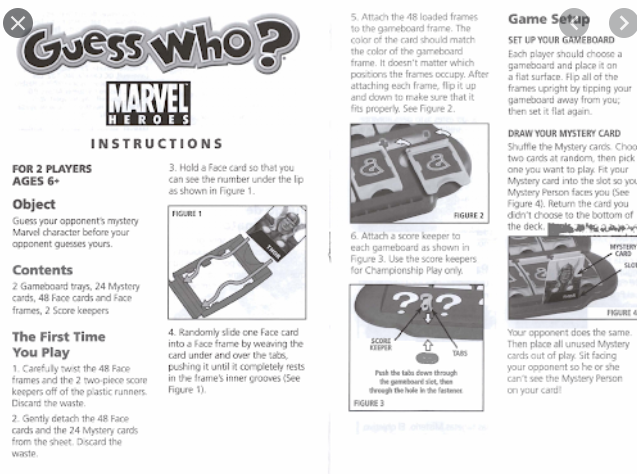 Guess Who?
MARVEL
HEROES
INSTRUCTIONS
FOR 2 PLAYERS
AGES 6+
Object
Guess your opponent's mystery
Marvel character before your
opponent guesses yours.
Contents
2 Gameboard trays, 24 Mystery
cards, 48 Face cards and Face
frames, 2 Score keepers
The First Time
You Play
1. Carefully twist the 48 Face
frames and the 2 two-piece score
keepers off of the plastic runners.
Discard the waste.
2. Gently detach the 48 Face
cards and the 24 Mystery cards
from the sheet. Discard the
waste.
3. Hold a Face card so that you
can see the number under the lip
as shown in Figure 1.
FIGURE 1
THOR
4. Randomly slide one Face card
into a Face frame by weaving the
card under and over the tabs,
pushing it until it completely rests
in the frame's inner grooves (See
Figure 1).
5. Attach the 48 loaded frames
to the gameboard frame. The
color of the card should match
the color of the gameboard
frame. It doesn't matter which
positions the frames occupy. After
attaching each frame, flip it up
and down to make sure that it
fits properly. See Figure 2.
FIGURE 2
6. Attach a score keeper to
each gameboard as shown in
Figure 3. Use the score keepers
for Championship Play only.
? ? ?
SCORE
KEEPER
TABS
Push the tabs down through
the gameboard slot, then
through the hole in the fastener.
FIGURE 3
Game Setup
SET UP YOUR GAMEBOARD
Each player should choose a
gameboard and place it on
a flat surface. Flip all of the
frames upright by tipping your
gameboard away from you;
then set it flat again.
DRAW YOUR MYSTERY CARD
Shuffle the Mystery cards. Choo
two cards at random, then pick
one you want to play. Fit your
Mystery card into the slot so you
Mystery Person faces you (See
Figure 4). Return the card you
didn't choose to the bottom of
the deck.
MYSTERY
CARD
SLO
FIGURE 4
Your opponent does the same.
Then place all unused Mystery
cards out of play. Sit facing
your opponent so he or she
can't see the Mystery Person
on your card!